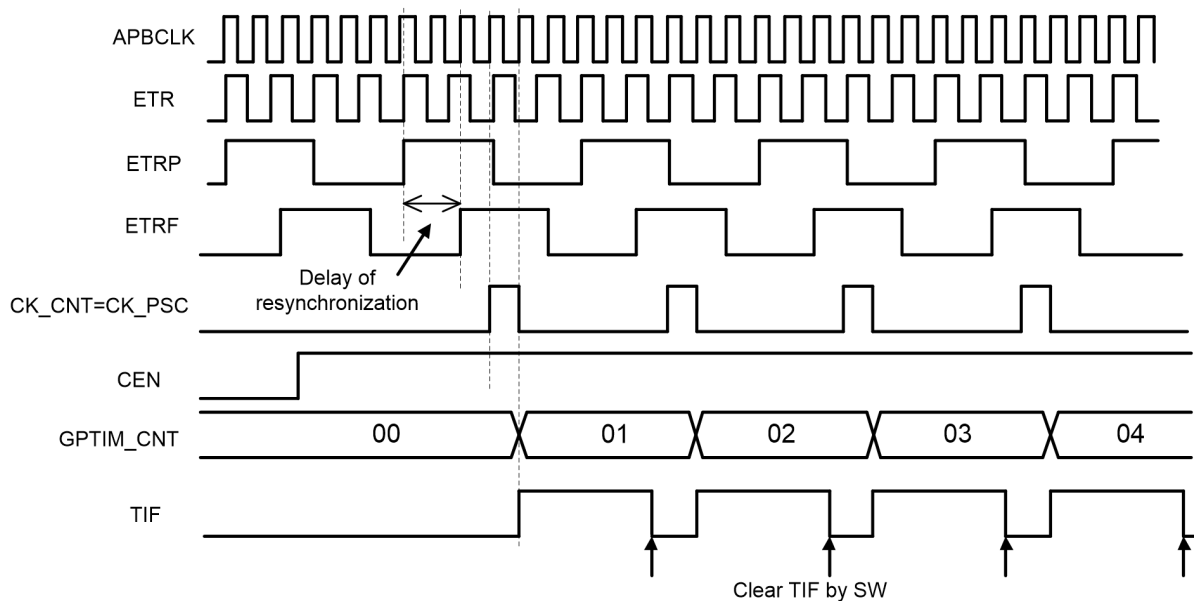 APBCLK
ETR
ETRP
ETRF
Delay of
resynchronization
CK_CNT=CK_PSC
CEN
GPTIM_CNT
00
01
02
03
04
TIF
Clear TIF by SW